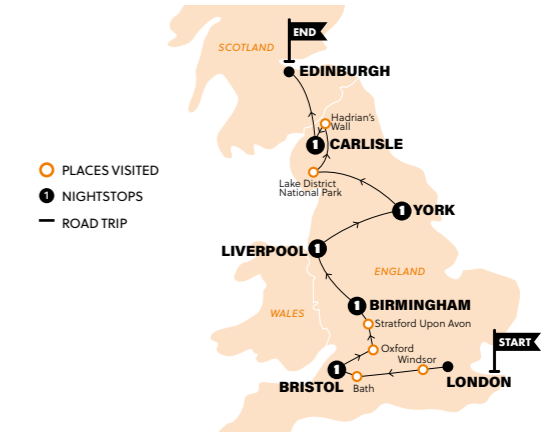 END
SCOTLAND
EDINBURGH
Hadrian's
Wall
1 CARLISLE
PLACES VISITED
1 NIGHTSTOPS
ROAD TRIP
Lake District
National Park
1 YORK
LIVERPOOL 1
ENGLAND
WALES
1 BIRMINGHAM
Stratford Upon Avon
START
Oxford
Windsor
1
BRISTOL
Bath
LONDON